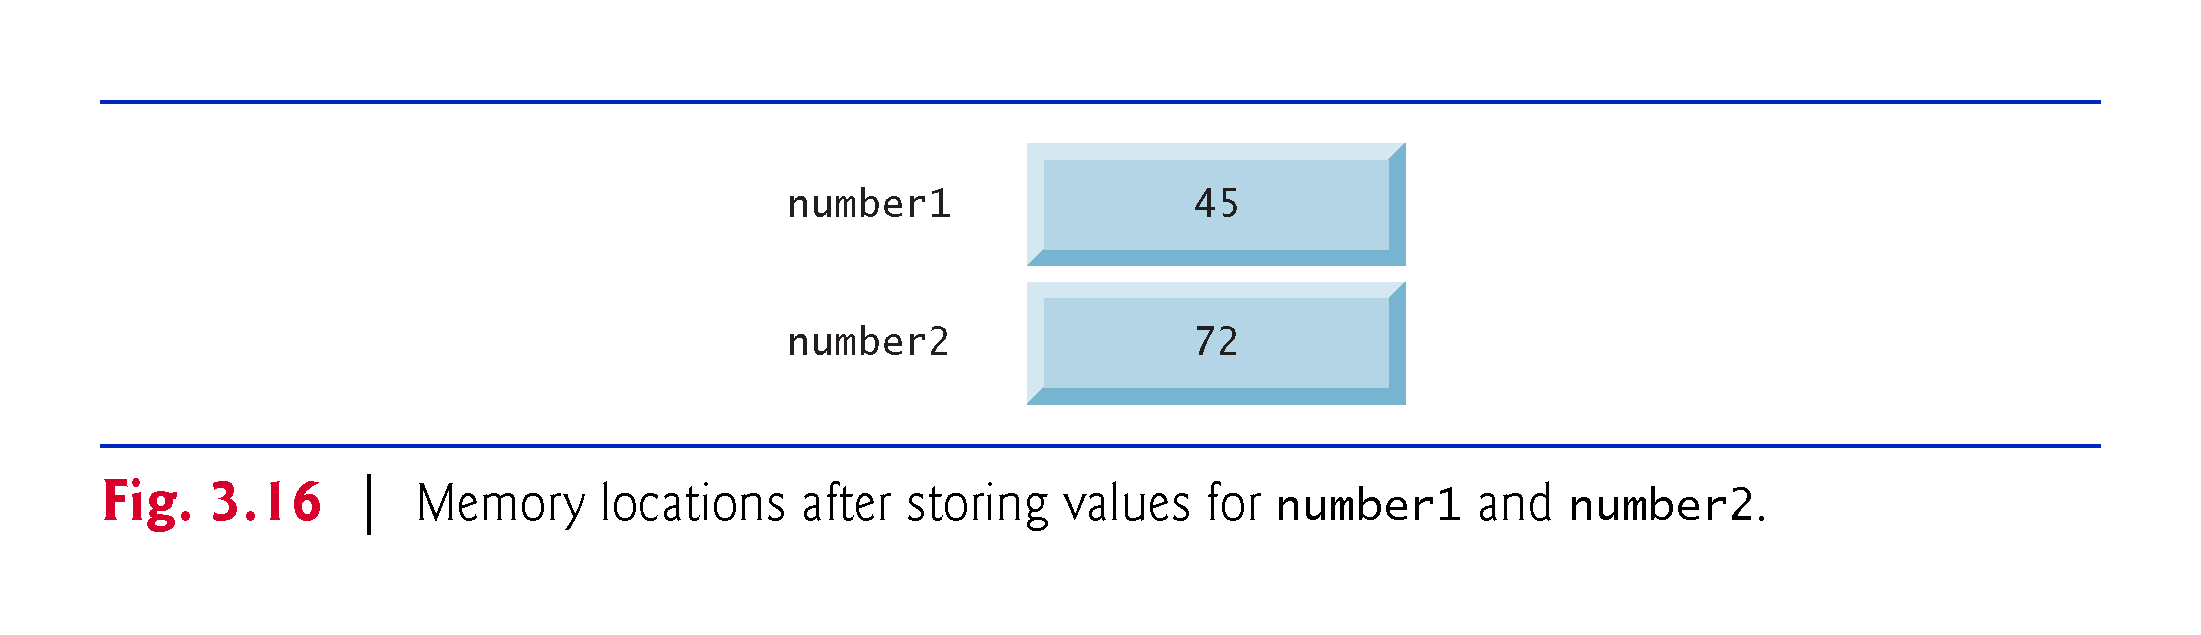 number1 45
number2 72
Fig. 3.16 | Memory locations after storing values for number1 and number2.